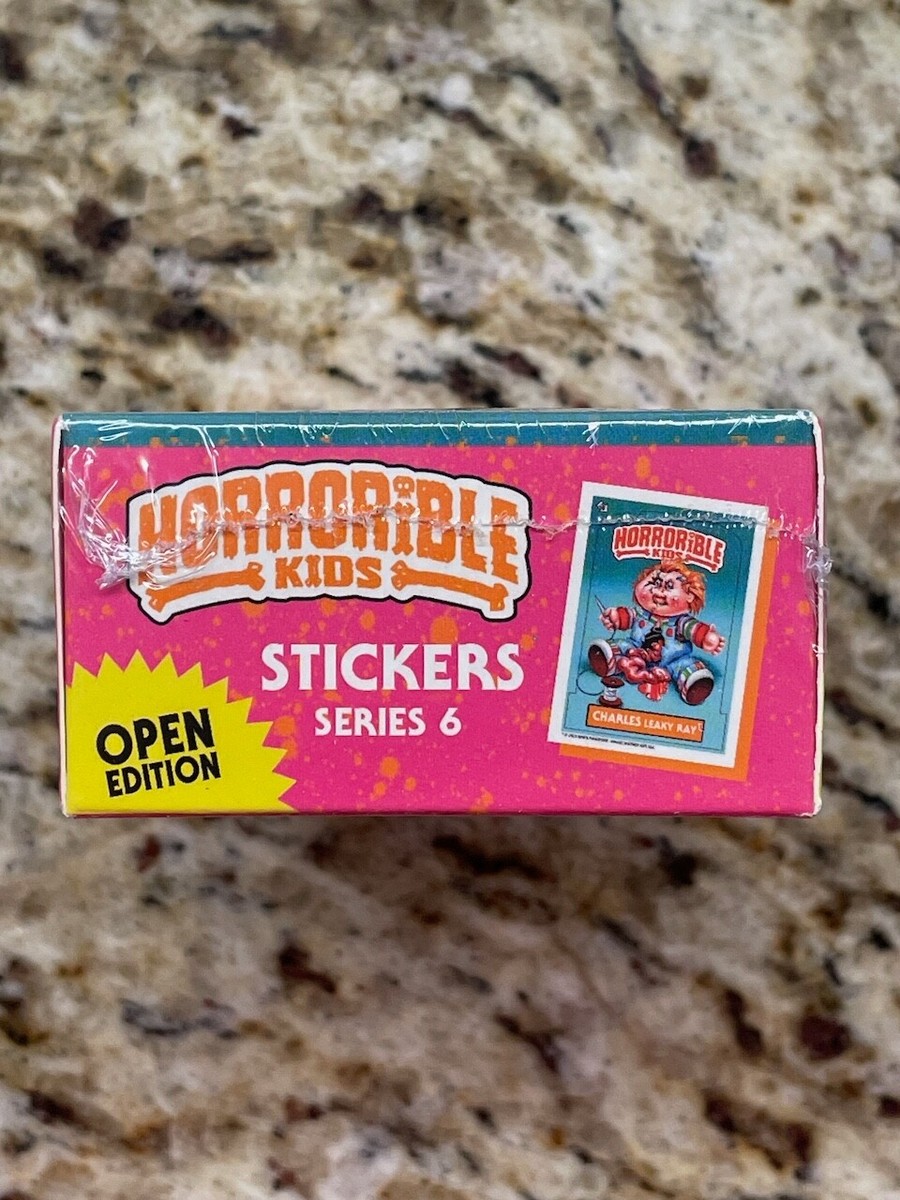 HORRORiBLE
KIDS
STICKERS
SERIES 6
OPEN
EDITION
HORRORiBLE
KIDS
CHARLES LEAKY RAY